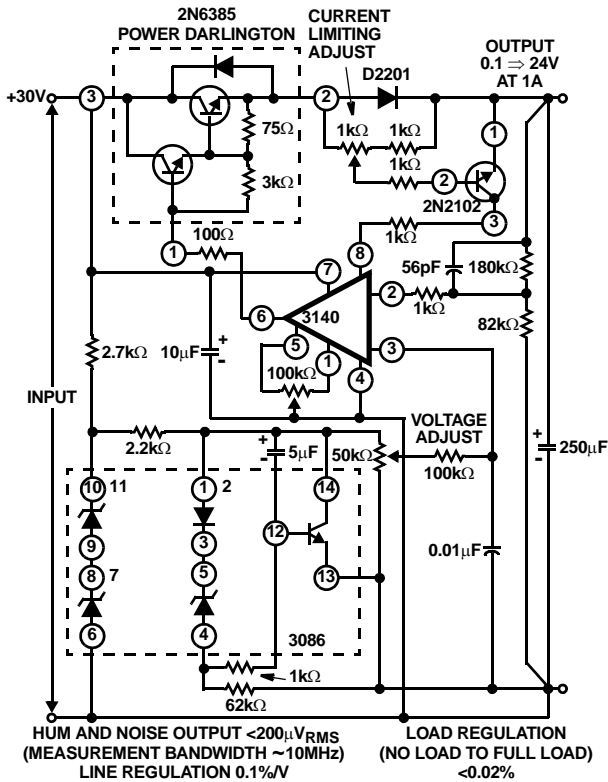 2N6385
POWER DARLINGTON
CURRENT
LIMITING
ADJUST
OUTPUT
0.1 ⇒ 24V
AT 1A
D2201
+30V
3
2
1
75Ω
1kΩ
1kΩ
1kΩ
3kΩ
2
2N2102
3
1
100Ω
8
1kΩ
7
56pF
180kΩ
6
3140
2
1kΩ
82kΩ
5
1
3
4
2.7kΩ
10μF
+
-
100kΩ
INPUT
2.2kΩ
+
-
5μF
50kΩ
VOLTAGE
ADJUST
100kΩ
+
-
250μF
10
11
1
2
14
9
3
12
8
7
5
13
0.01μF
6
4
3086
1kΩ
62kΩ
HUM AND NOISE OUTPUT <200μVRMS
(MEASUREMENT BANDWIDTH ~10MHz)
LINE REGULATION 0.1%/V
LOAD REGULATION
(NO LOAD TO FULL LOAD)
<0.02%